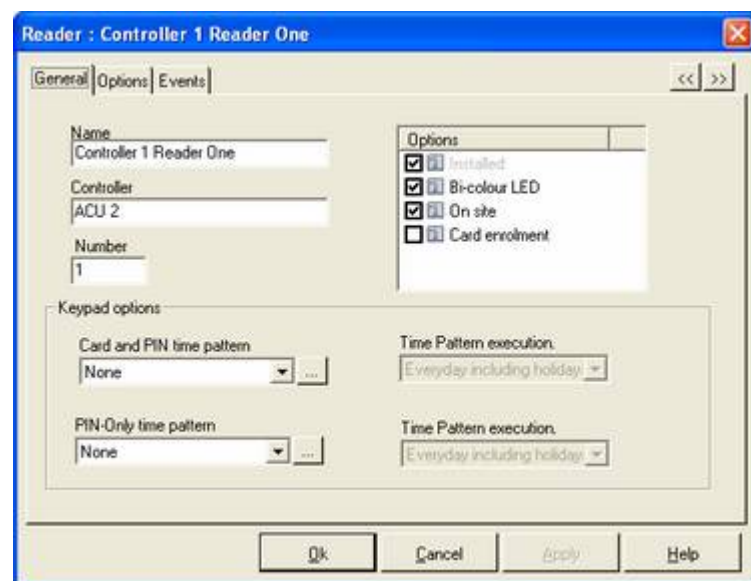 Reader : Controller 1 Reader One
General Options Events << >>
Name
Controller 1 Reader One
Controller
ACU 2
Number
1
Options
Installed
Bi-colour LED
On site
Card enrolment
Keypad options
Card and PIN time pattern
None ...
Time Pattern execution.
Everyday including holiday
PIN-Only time pattern
None ...
Time Pattern execution.
Everyday including holiday
Ok Cancel Apply Help